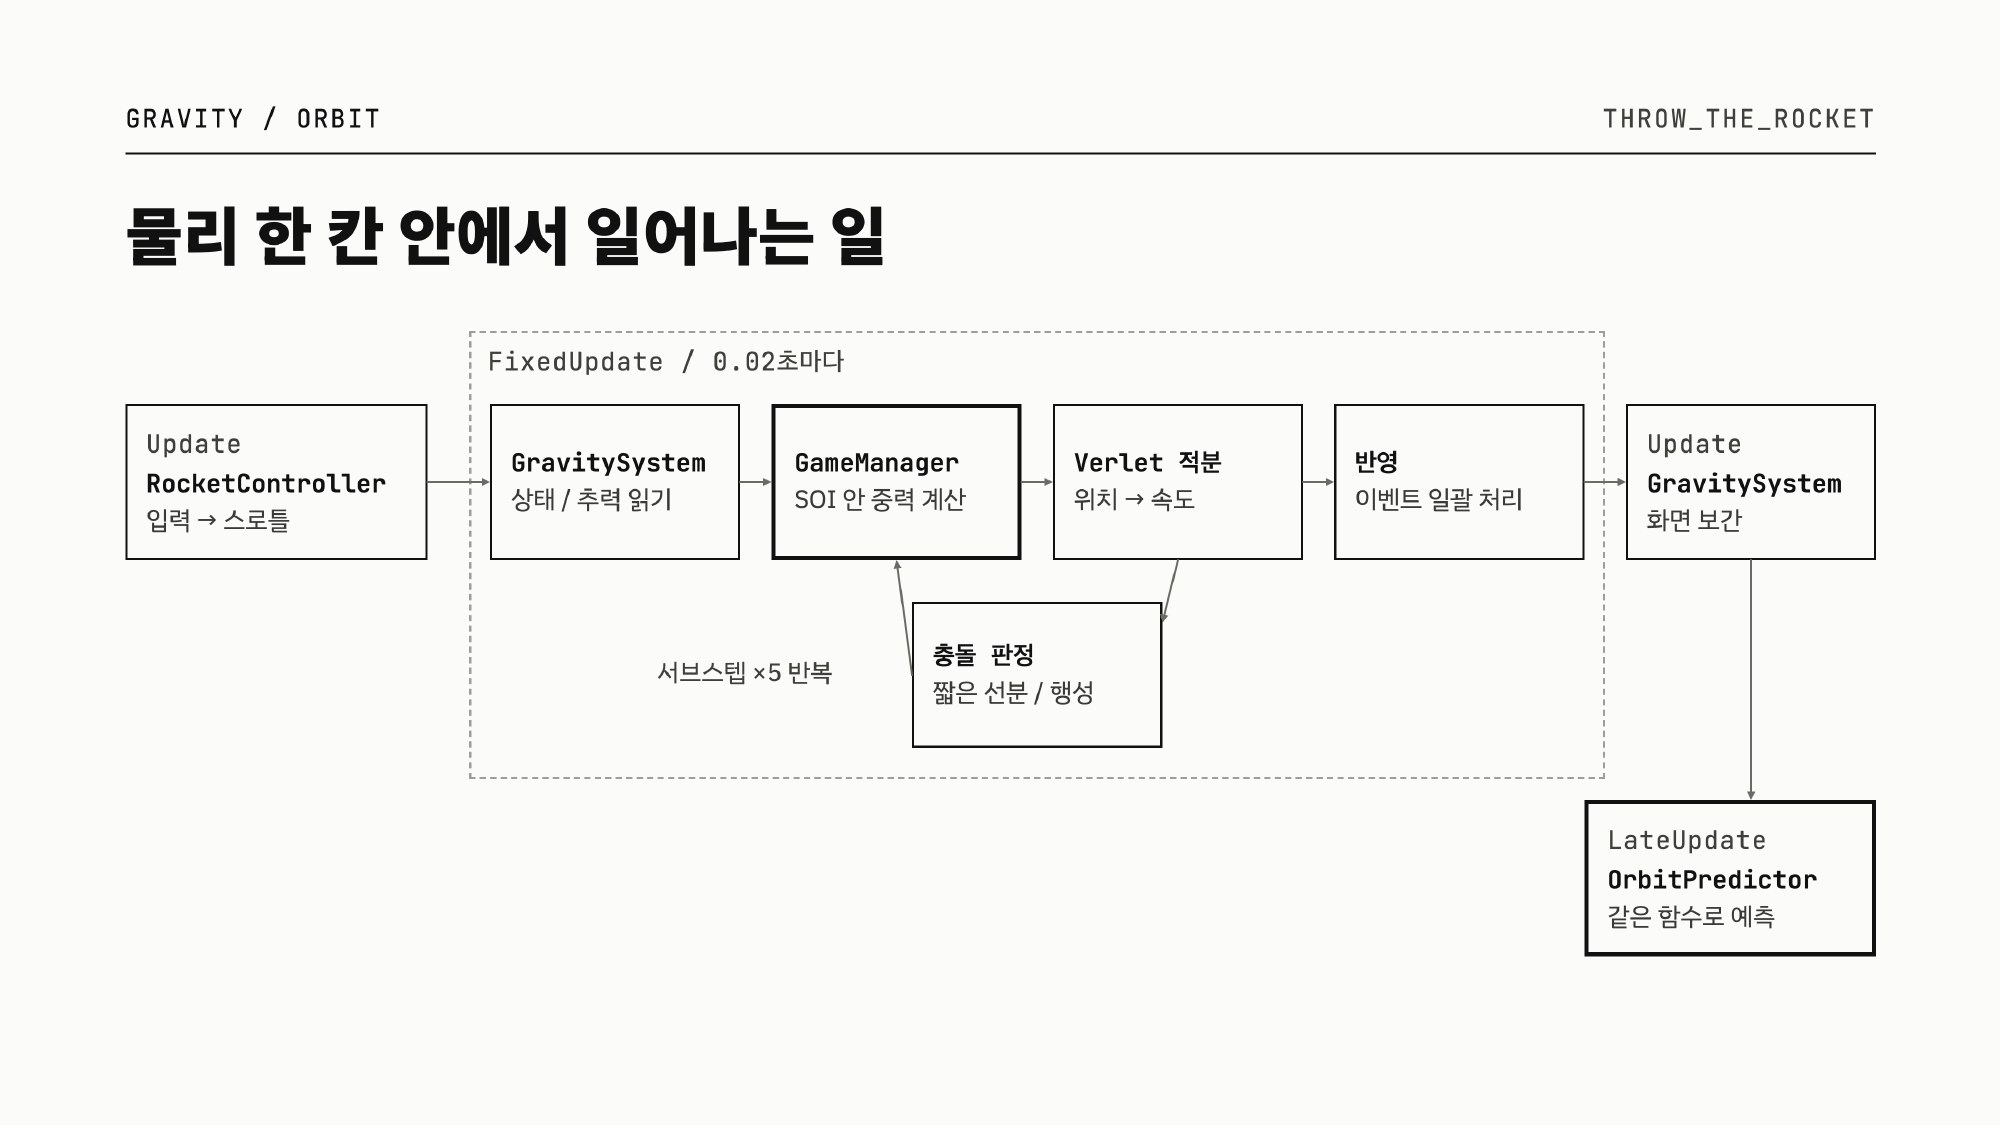 GRAVITY / ORBIT
THROW_THE_ROCKET
물리 한 칸 안에서 일어나는 일
FixedUpdate / 0.02초마다
Update
RocketController
입력 → 스로틀
GravitySystem
상태 / 추력 읽기
GameManager
SOI 안 중력 계산
Verlet 적분
위치 → 속도
반영
이벤트 일괄 처리
Update
GravitySystem
화면 보간
서브스텝 ×5 반복
충돌 판정
짧은 선분 / 행성
LateUpdate
OrbitPredictor
같은 함수로 예측